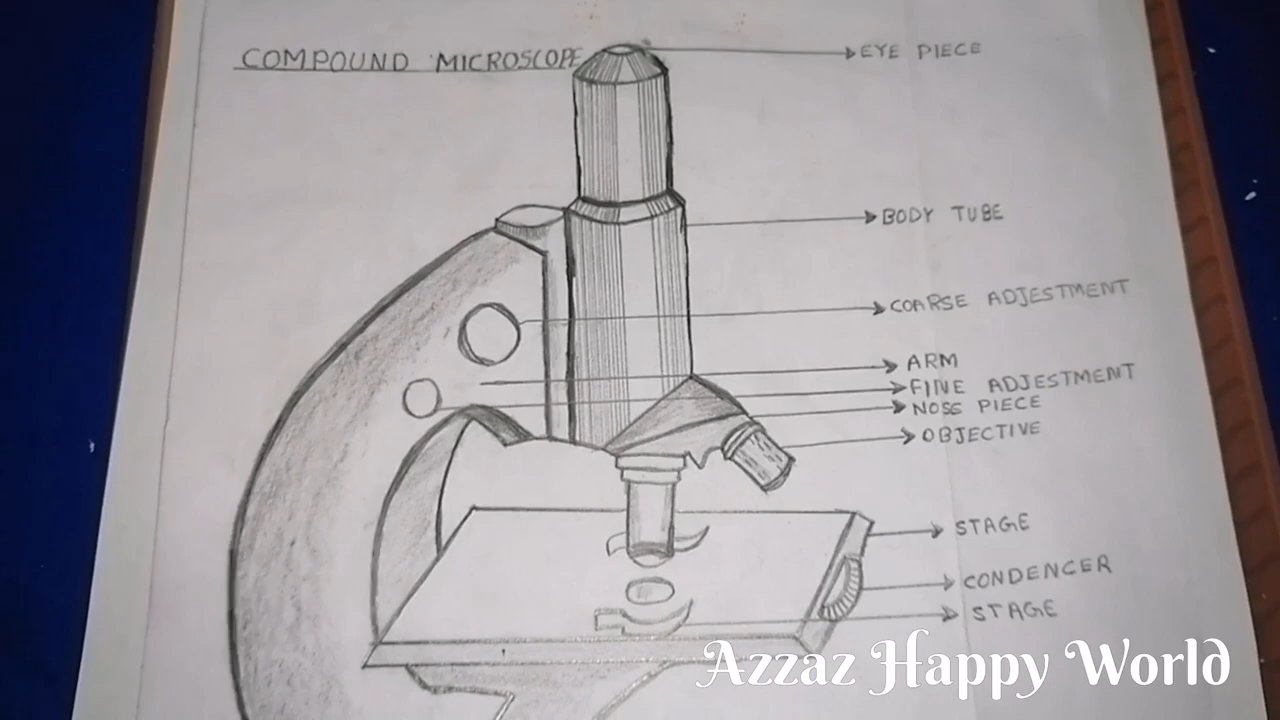 COMPOUND MICROSCOPE
EYE PIECE
BODY TUBE
COARSE ADJESTMENT
ARM
FINE ADJESTMENT
NOSS PIECE
OBJECTIVE
STAGE
CONDENCER
STAGE
Azzaz Happy World